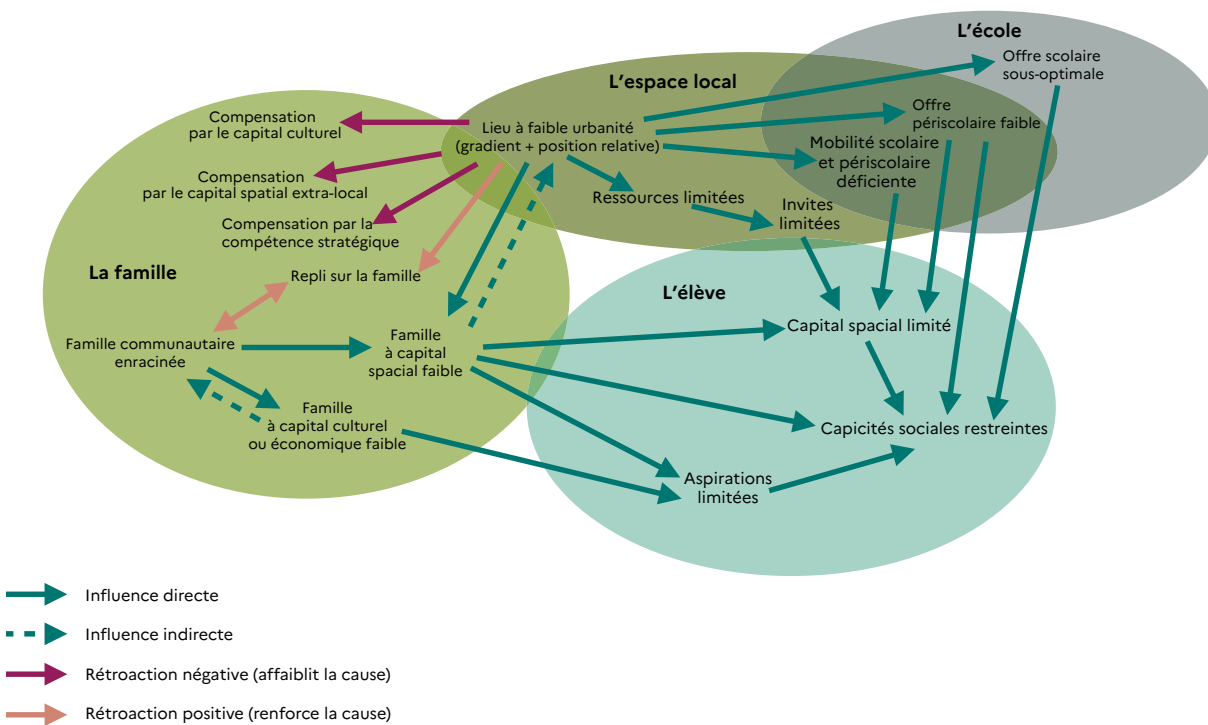 L'école
Offre scolaire
sous-optimale
L'espace local
Offre
périscolaire faible
Compensation
par le capital culturel
Lieu à faible urbanité
(gradient + position relative)
Mobilité scolaire
et périscolaire
déficiente
Compensation
par le capital spatial extra-local
Ressources limitées
Invites
limitées
Compensation par la
compétence stratégique
La famille
Repli sur la famille
L'élève
Famille communautaire
enracinée
Famille
à capital
spacial faible
Capital spacial limité
Famille
à capital culturel
ou économique faible
Capicités sociales restreintes
Aspirations
limitées
Influence directe
Influence indirecte
Rétroaction négative (affaiblit la cause)
Rétroaction positive (renforce la cause)